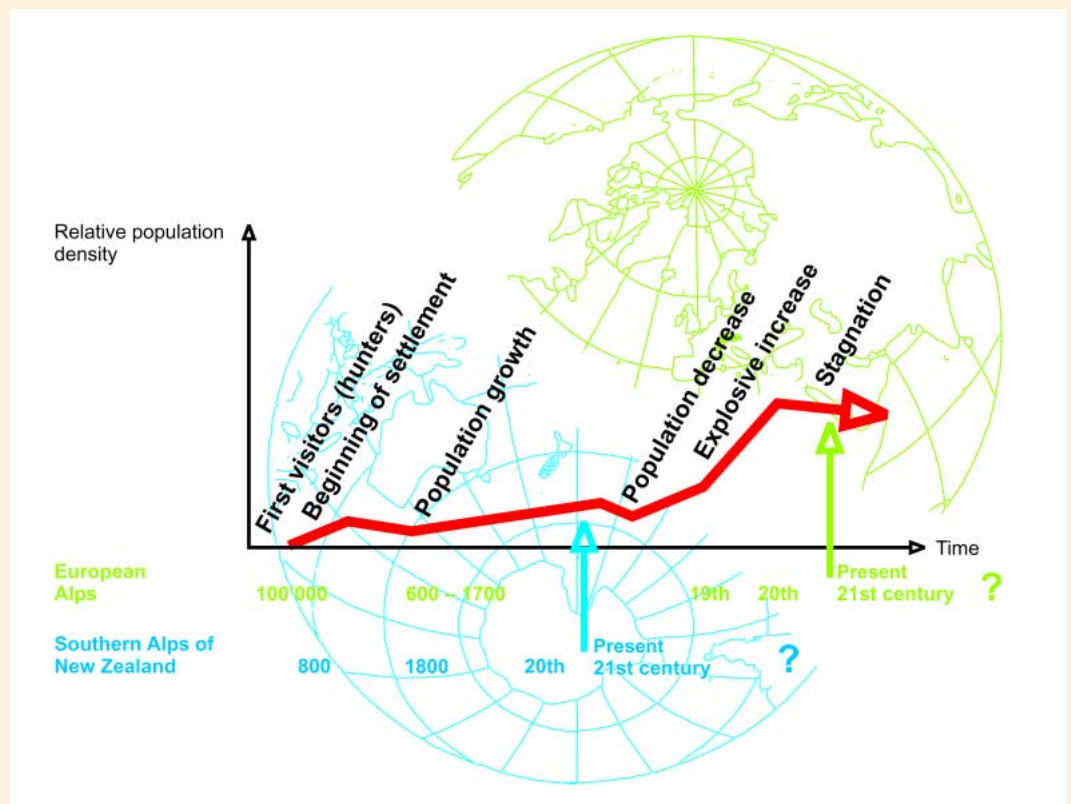 Relative population
density
First visitors (hunters)
Beginning of settlement
Population growth
Population decrease
Explosive increase
Stagnation
Time
European
Alps
100'000
600 – 1700
19th
20th
Present
21st century
?
Southern Alps of
New Zealand
800
1800
20th
Present
21st century
?